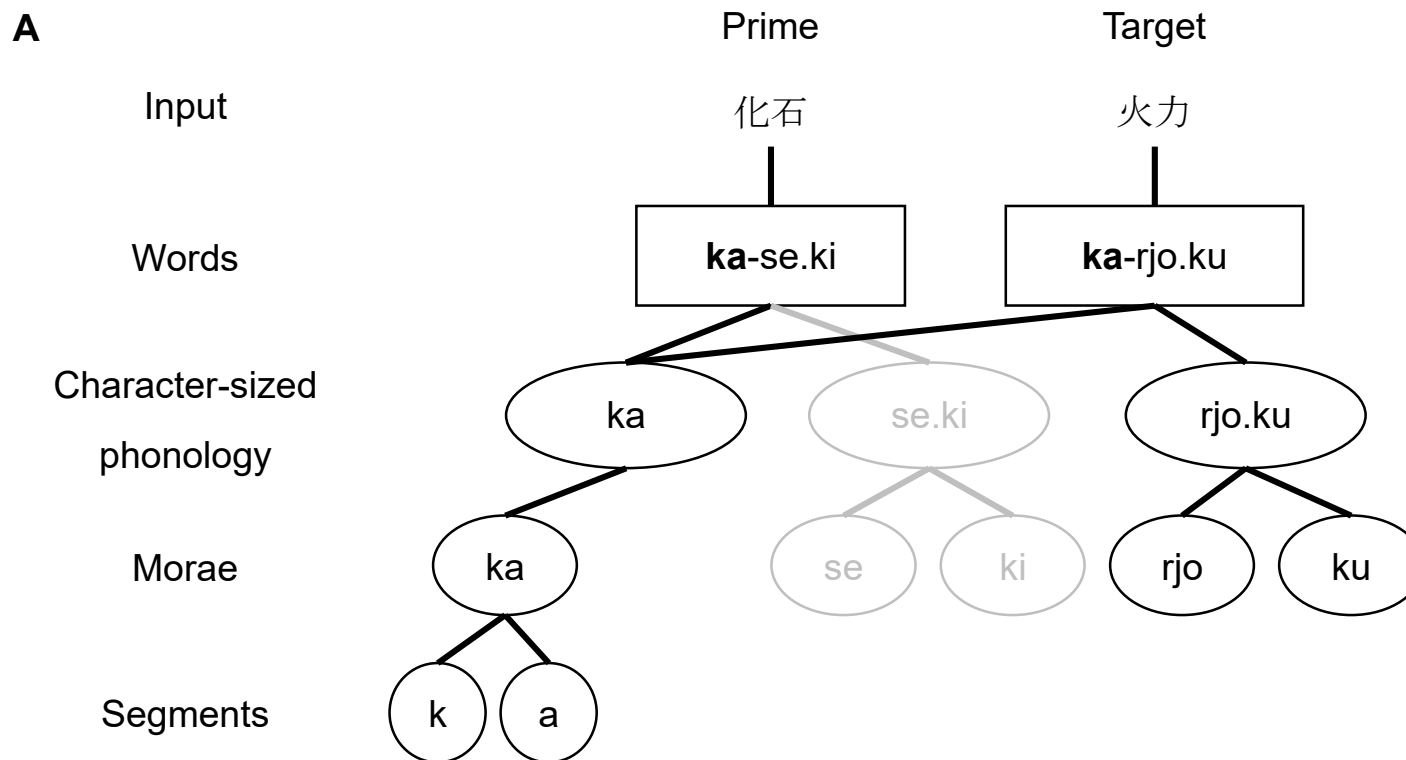 A
Prime Target
Input 化石 火力
Words ka-se.ki ka-rjo.ku
Character-sized
phonology
ka se.ki rjo.ku
Morae ka se ki rjo ku
Segments k a